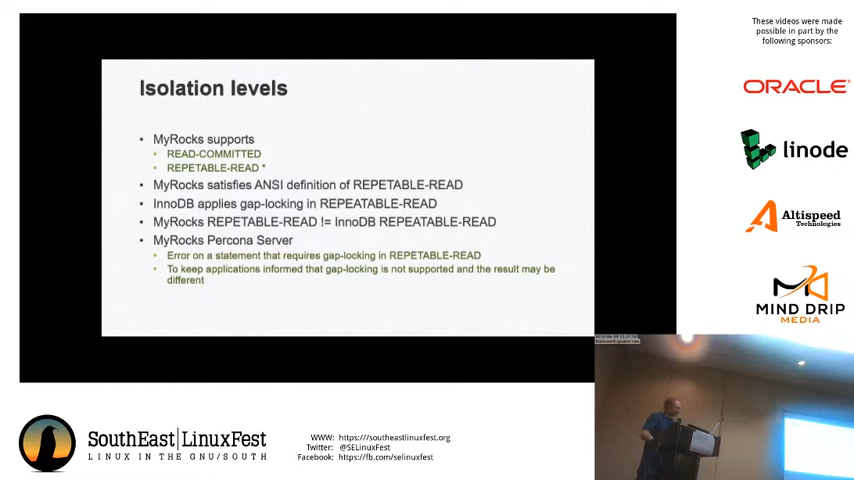 These videos were made
possible in part by the
following sponsors:
Isolation levels
• MyRocks supports
• READ-COMMITTED
• REPETABLE-READ *
• MyRocks satisfies ANSI definition of REPETABLE-READ
• InnoDB applies gap-locking in REPEATABLE-READ
• MyRocks REPETABLE-READ != InnoDB REPEATABLE-READ
• MyRocks Percona Server
• Error on a statement that requires gap-locking in REPETABLE-READ
• To keep applications informed that gap-locking is not supported and the result may be
different
ORACLE
linode
Altispeed
Technologies
MIND DRIP
MEDIA
SouthEast|LinuxFest
LINUX IN THE GNU/SOUTH
WWW: https:///southeastlinuxfest.org
Twitter: @SELinuxFest
Facebook: https://fb.com/selinuxfest